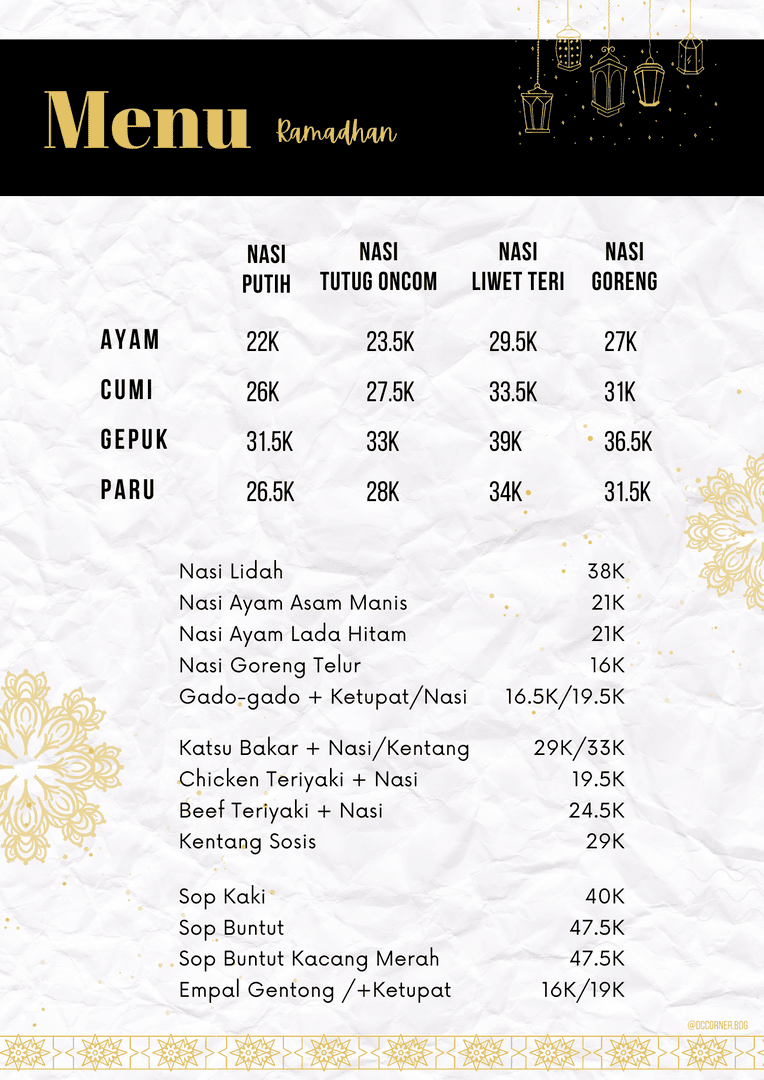 Menu Ramadhan
NASI PUTIH NASI TUTUG ONCOM NASI LIWET TERI NASI GORENG
AYAM 22K 23.5K 29.5K 27K
CUMI 26K 27.5K 33.5K 31K
GEPUK 31.5K 33K 39K 36.5K
PARU 26.5K 28K 34K 31.5K
Nasi Lidah 38K
Nasi Ayam Asam Manis 21K
Nasi Ayam Lada Hitam 21K
Nasi Goreng Telur 16K
Gado-gado + Ketupat/Nasi 16.5K/19.5K
Katsu Bakar + Nasi/Kentang 29K/33K
Chicken Teriyaki + Nasi 19.5K
Beef Teriyaki + Nasi 24.5K
Kentang Sosis 29K
Sop Kaki 40K
Sop Buntut 47.5K
Sop Buntut Kacang Merah 47.5K
Empal Gentong /+Ketupat 16K/19K
@OCCORNER.BDG